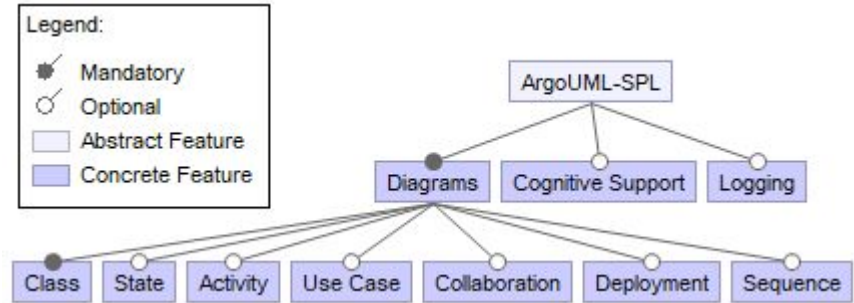 Legend:
Mandatory
Optional
Abstract Feature
Concrete Feature
ArgoUML-SPL
Diagrams Cognitive Support Logging
Class State Activity Use Case Collaboration Deployment Sequence